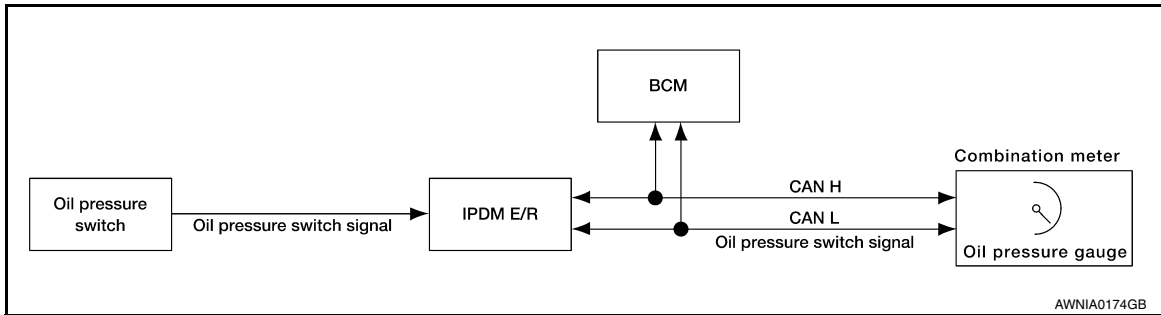 BCM
Combination meter
Oil pressure
switch
Oil pressure switch signal
IPDM E/R
CAN H
CAN L
Oil pressure switch signal
Oil pressure gauge
AWNIA0174GB